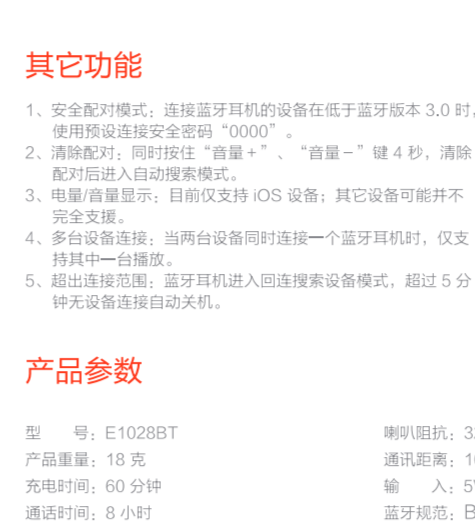 其它功能
1、安全配对模式：连接蓝牙耳机的设备在低于蓝牙版本 3.0 时，
使用预设连接安全密码“0000”。
2、清除配对：同时按住“音量＋”、“音量－”键 4 秒，清除
配对后进入自动搜索模式。
3、电量/音量显示：目前仅支持 iOS 设备；其它设备可能并不
完全支援。
4、多台设备连接：当两台设备同时连接一个蓝牙耳机时，仅支
持其中一台播放。
5、超出连接范围：蓝牙耳机进入回连搜索设备模式，超过 5 分
钟无设备连接自动关机。
产品参数
型 号：E1028BT
产品重量：18 克
充电时间：60 分钟
通话时间：8 小时
喇叭阻抗：3
通讯距离：1
输 入：5
蓝牙规范：B